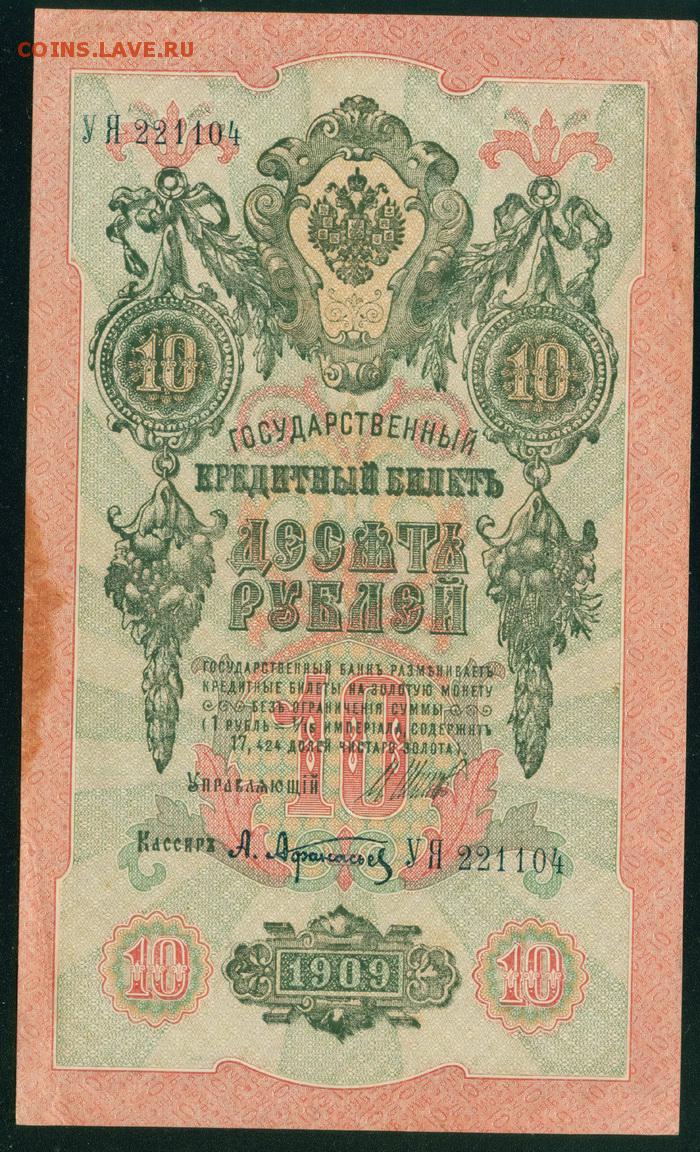 COINS.LAVE.RU
УЯ 221104
10 10
ГОСУДАРСТВЕННЫЙ
КРЕДИТНЫЙ БИЛЕТЪ
ДЕСЯТЬ
РУБЛЕЙ
ГОСУДАРСТВЕННЫЙ БАНКЪ РАЗМѢНИВАЕТЪ
КРЕДИТНЫЕ БИЛЕТЫ НА ЗОЛОТУЮ МОНЕТУ
БЕЗЪ ОГРАНИЧЕНІЯ СУММЫ
(1 РУБЛЬ = 1/15 ИМПЕРІАЛА, СОДЕРЖИТЪ
17,424 ДОЛЕЙ ЧИСТАГО ЗОЛОТА).
10
УПРАВЛЯЮЩІЙ
Кассиръ А. Афанасьев УЯ 221104
10 1909 10